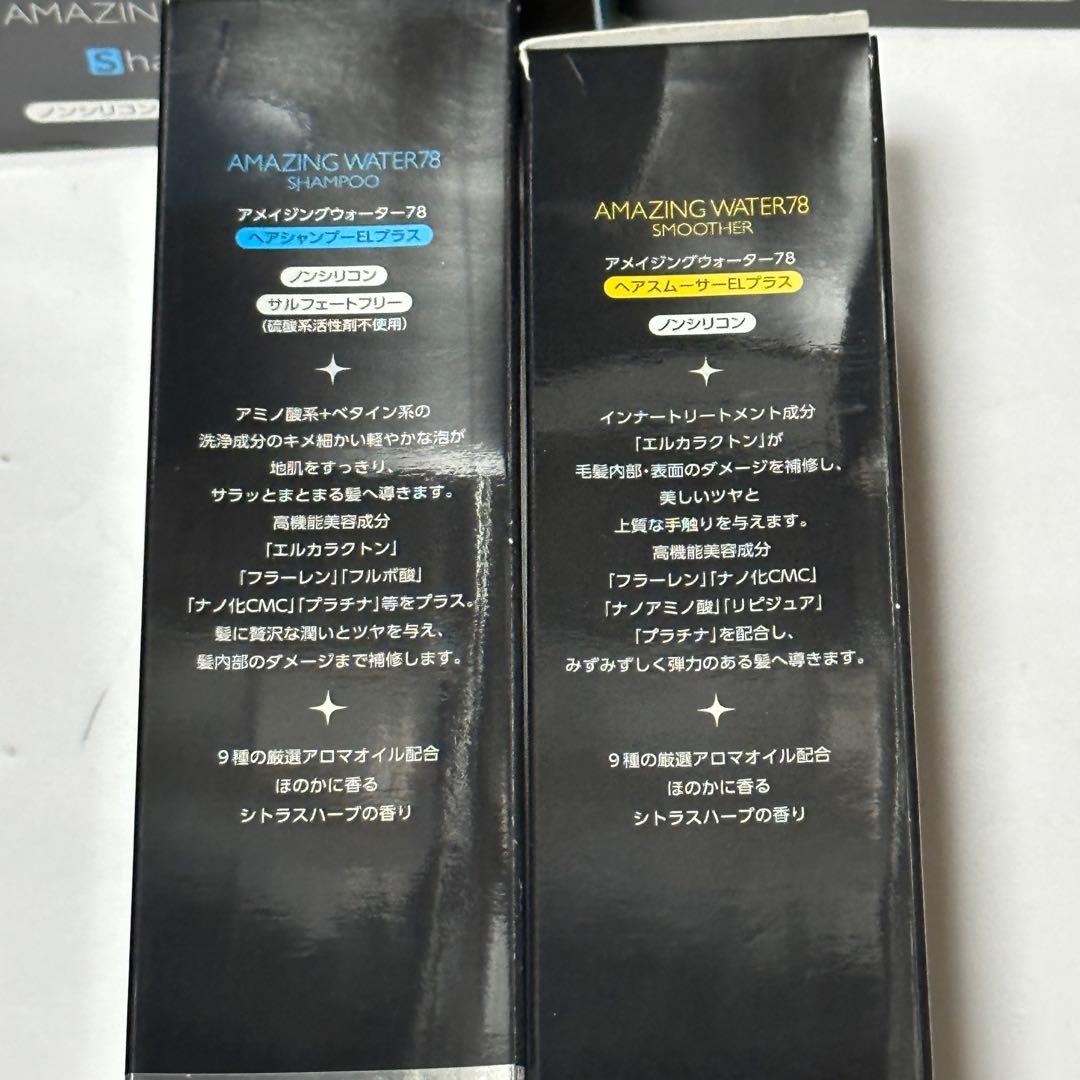 AMAZIN
Sha
ノンシリコン
AMAZING WATER78
SHAMPOO
アメイジングウォーター78
ヘアシャンプーELプラス
ノンシリコン
サルフェートフリー
(硫酸系活性剤不使用)
アミノ酸系+ベタイン系の
洗浄成分のキメ細かい軽やかな泡が
地肌をすっきり、
サラッとまとまる髪へ導きます。
高機能美容成分
「エルカラクトン」
「フラーレン」「フルボ酸」
「ナノ化CMC」「プラチナ」等をプラス。
髪に贅沢な潤いとツヤを与え、
髪内部のダメージまで補修します。
9種の厳選アロマオイル配合
ほのかに香る
シトラスハーブの香り
AMAZING WATER78
SMOOTHER
アメイジングウォーター78
ヘアスムーサーELプラス
ノンシリコン
インナートリートメント成分
「エルカラクトン」が
毛髪内部・表面のダメージを補修し、
美しいツヤと
上質な手触りを与えます。
高機能美容成分
「フラーレン」「ナノ化CMC」
「ナノアミノ酸」「リピジュア」
「プラチナ」を配合し、
みずみずしく弾力のある髪へ導きます。
9種の厳選アロマオイル配合
ほのかに香る
シトラスハーブの香り